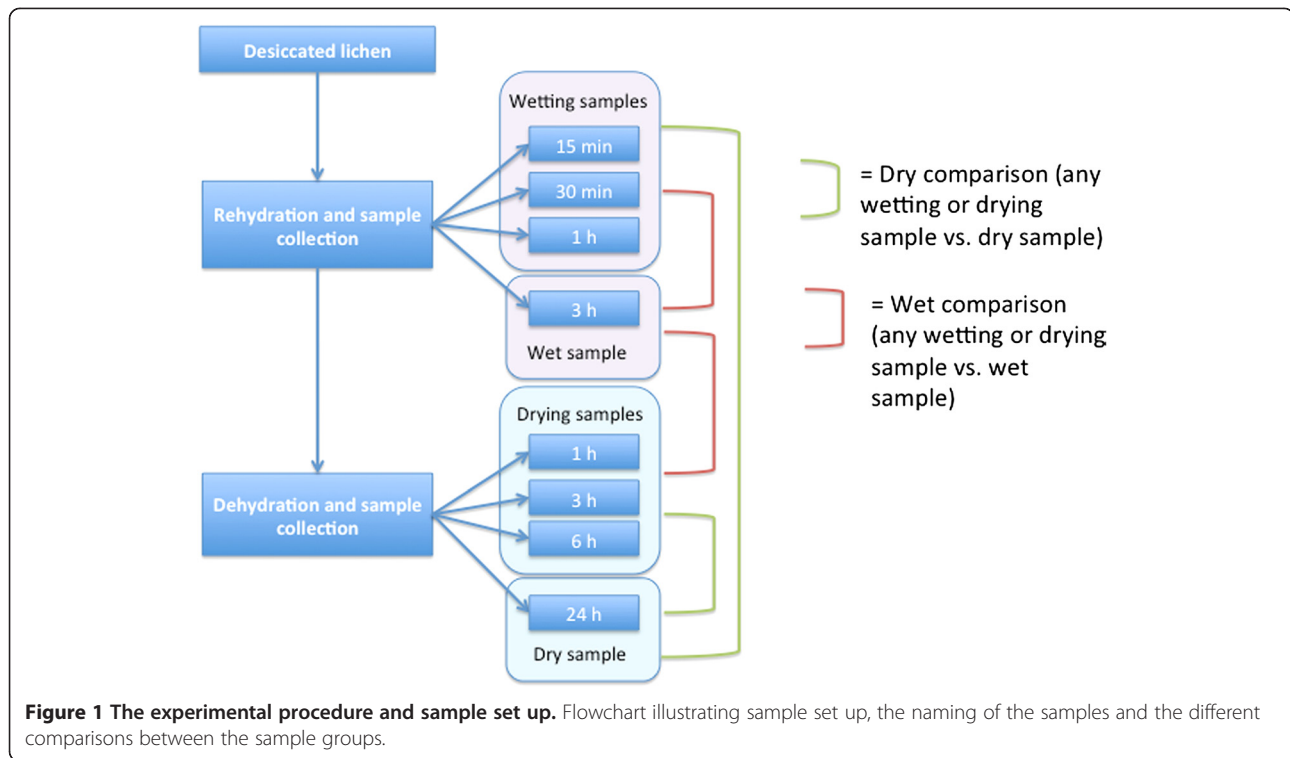 Desiccated lichen
Wetting samples
15 min
30 min
Rehydration and sample
collection
1 h
3 h
Wet sample
Drying samples
1 h
3 h
Dehydration and sample
collection
6 h
24 h
Dry sample
= Dry comparison (any
wetting or drying
sample vs. dry sample)
= Wet comparison
(any wetting or drying
sample vs. wet
sample)
Figure 1 The experimental procedure and sample set up. Flowchart illustrating sample set up, the naming of the samples and the different
comparisons between the sample groups.